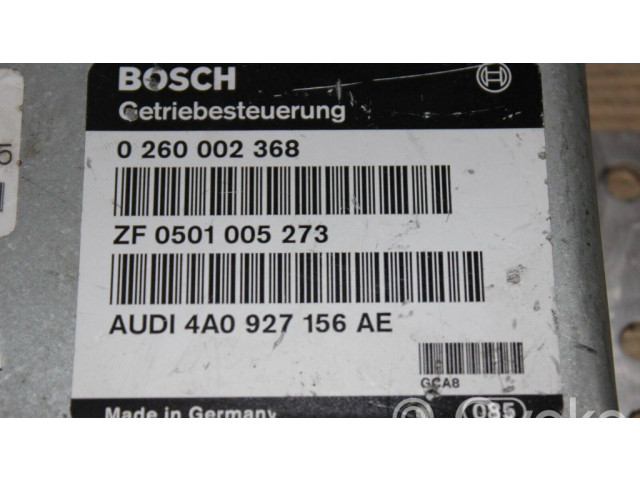 BOSCH
Getriebesteuerung
0 260 002 368
ZF 0501 005 273
AUDI 4A0 927 156 AE
GCA8
Made in Germany
085